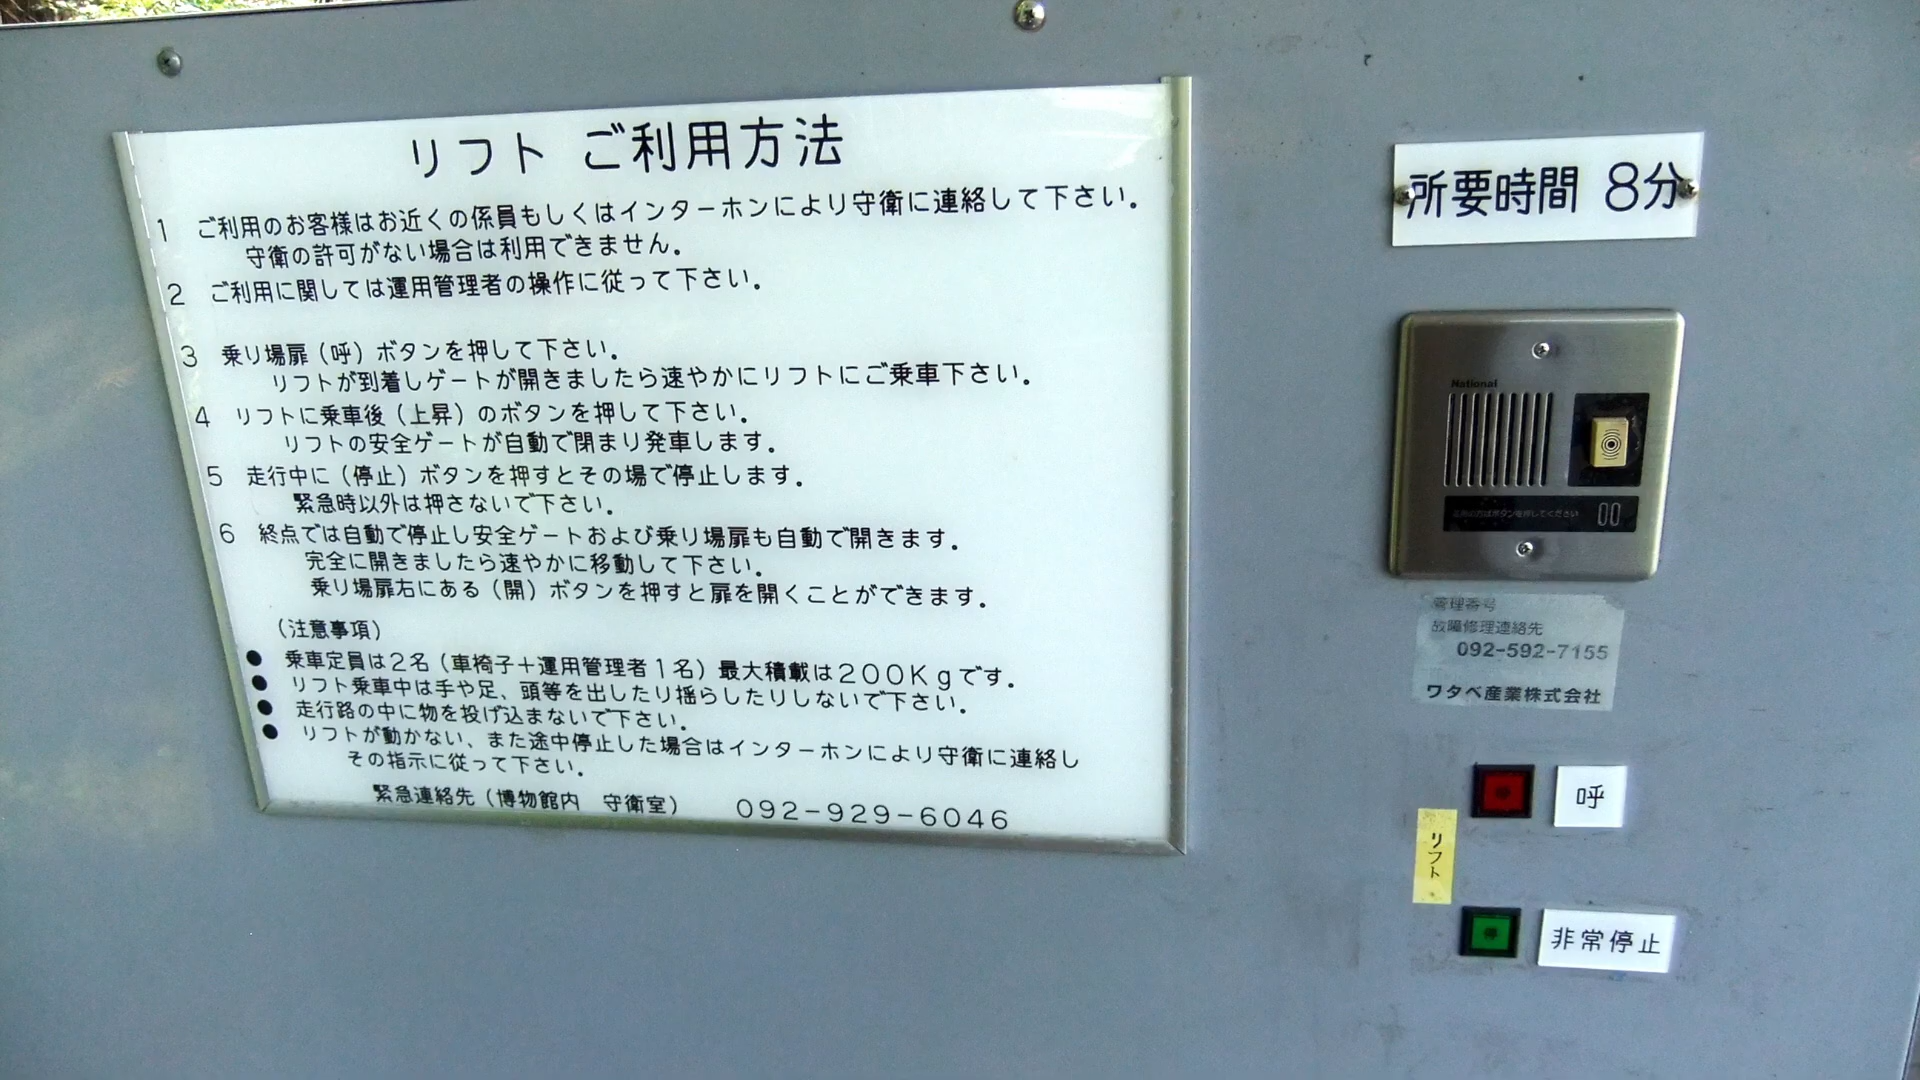 リフト ご利用方法
1 ご利用のお客様はお近くの係員もしくはインターホンにより守衛に連絡して下さい。
守衛の許可がない場合は利用できません。
2 ご利用に関しては運用管理者の操作に従って下さい。
3 乗り場扉（呼）ボタンを押して下さい。
リフトが到着しゲートが開きましたら速やかにリフトにご乗車下さい。
4 リフトに乗車後（上昇）のボタンを押して下さい。
リフトの安全ゲートが自動で閉まり発車します。
5 走行中に（停止）ボタンを押すとその場で停止します。
緊急時以外は押さないで下さい。
6 終点では自動で停止し安全ゲートおよび乗り場扉も自動で開きます。
完全に開きましたら速やかに移動して下さい。
乗り場扉右にある（開）ボタンを押すと扉を開くことができます。
（注意事項）
● 乗車定員は2名（車椅子＋運用管理者1名）最大積載は200Kgです。
● リフト乗車中は手や足、頭等を出したり揺らしたりしないで下さい。
● 走行路の中に物を投げ込まないで下さい。
● リフトが動かない、また途中停止した場合はインターホンにより守衛に連絡し
その指示に従って下さい。
緊急連絡先（博物館内 守衛室） 092-929-6046
所要時間 8分
National
ご用の方はボタンを押してください
管理番号
故障修理連絡先
092-592-7155
ワタベ産業株式会社
呼
リフト
停
非常停止